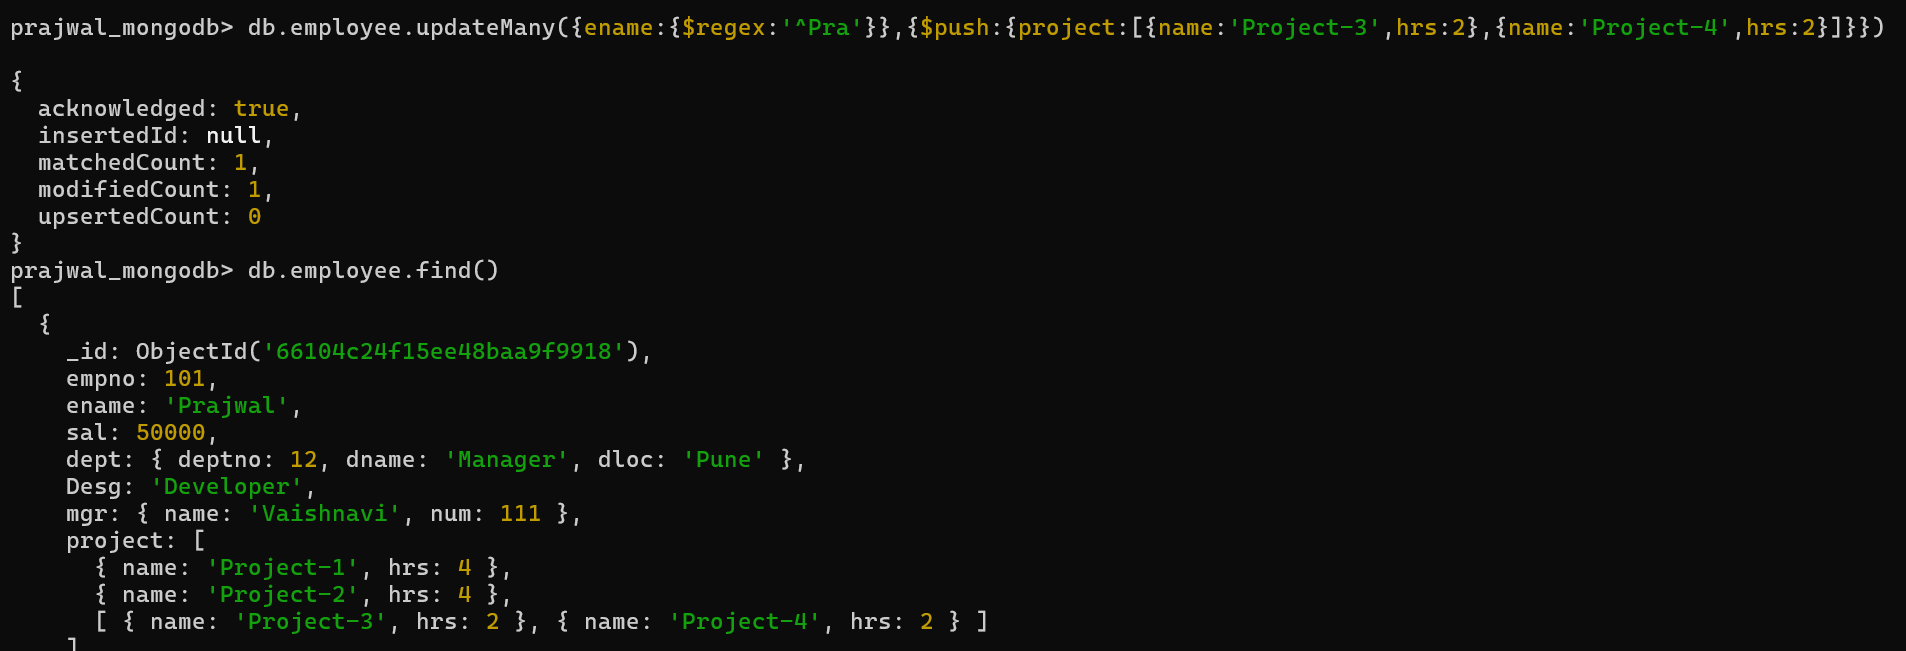 prajwal_mongodb> db.employee.updateMany({ename:{$regex:'^Pra'}},{$push:{project:[{name:'Project-3',hrs:2},{name:'Project-4',hrs:2}]}})
{
  acknowledged: true,
  insertedId: null,
  matchedCount: 1,
  modifiedCount: 1,
  upsertedCount: 0
}
prajwal_mongodb> db.employee.find()
[
  {
    _id: ObjectId('66104c24f15ee48baa9f9918'),
    empno: 101,
    ename: 'Prajwal',
    sal: 50000,
    dept: { deptno: 12, dname: 'Manager', dloc: 'Pune' },
    Desg: 'Developer',
    mgr: { name: 'Vaishnavi', num: 111 },
    project: [
      { name: 'Project-1', hrs: 4 },
      { name: 'Project-2', hrs: 4 },
      [ { name: 'Project-3', hrs: 2 }, { name: 'Project-4', hrs: 2 } ]
    ]